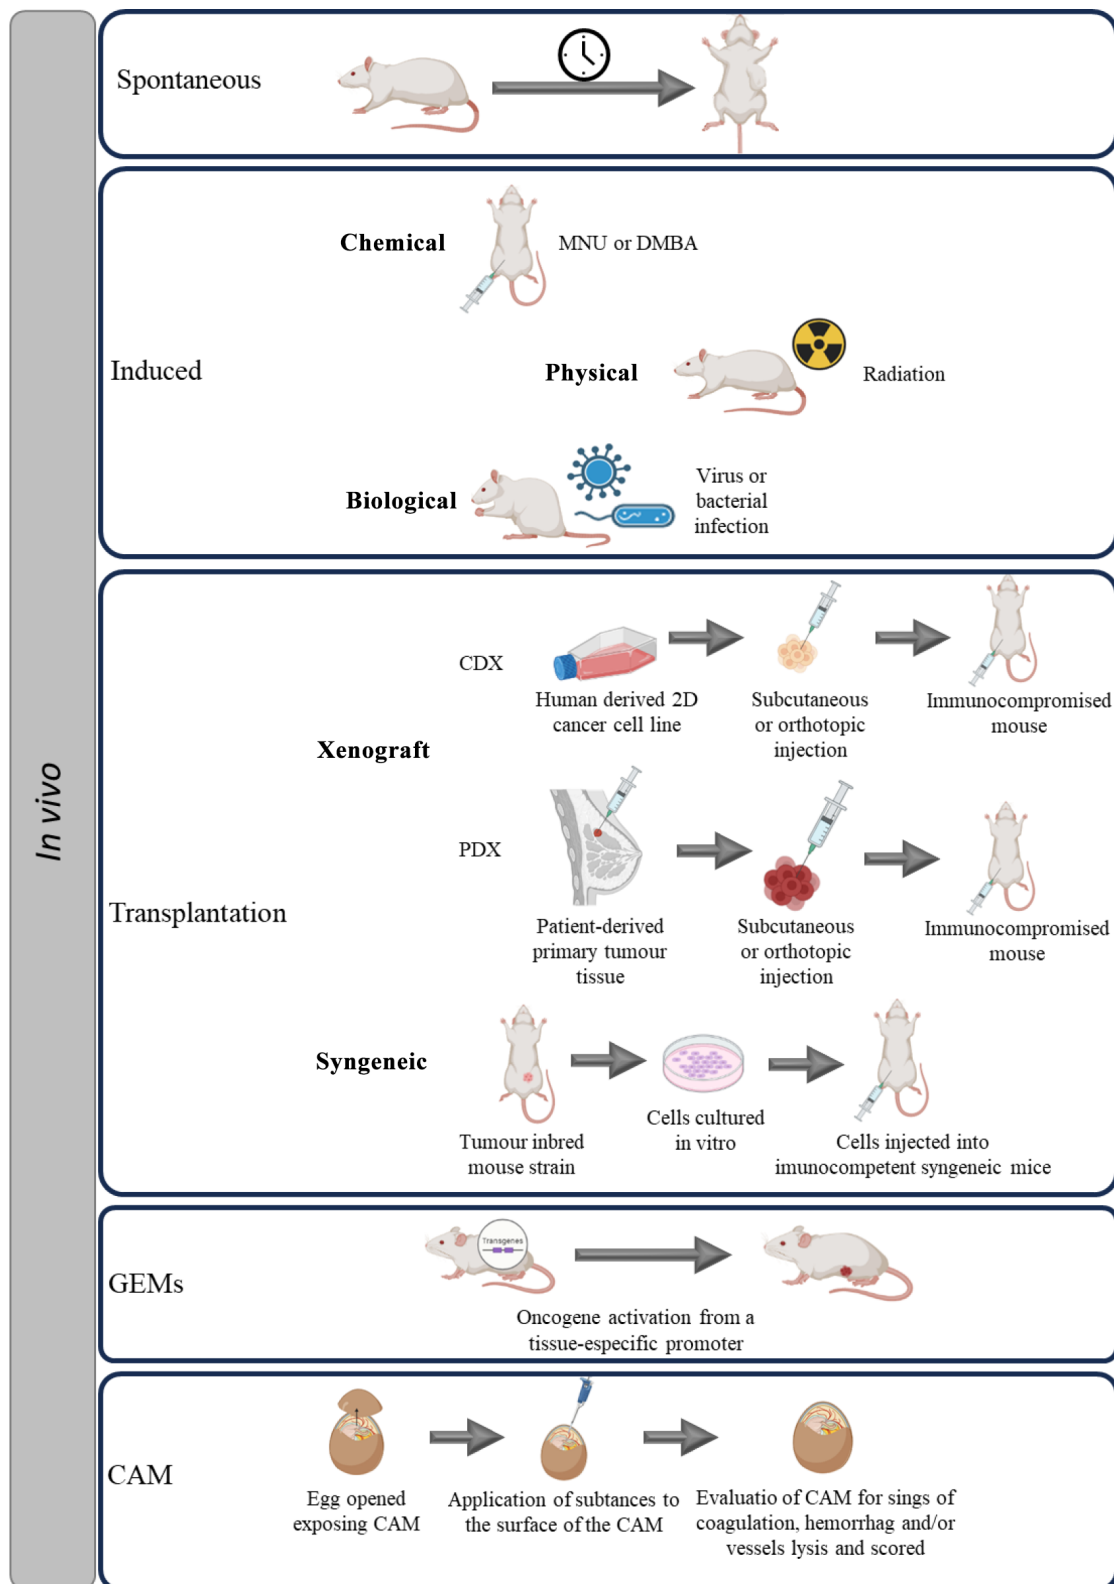 In vivo
Spontaneous
Induced
Chemical
MNU or DMBA
Physical
Radiation
Biological
Virus or
bacterial
infection
Transplantation
Xenograft
CDX
Human derived 2D
cancer cell line
Subcutaneous
or orthotopic
injection
Immunocompromised
mouse
PDX
Patient-derived
primary tumour
tissue
Subcutaneous
or orthotopic
injection
Immunocompromised
mouse
Syngeneic
Tumour inbred
mouse strain
Cells cultured
in vitro
Cells injected into
imunocompetent syngeneic mice
GEMs
Transgenes
Oncogene activation from a
tissue-especific promoter
CAM
Egg opened
exposing CAM
Application of subtances to
the surface of the CAM
Evaluatio of CAM for sings of
coagulation, hemorrhag and/or
vessels lysis and scored